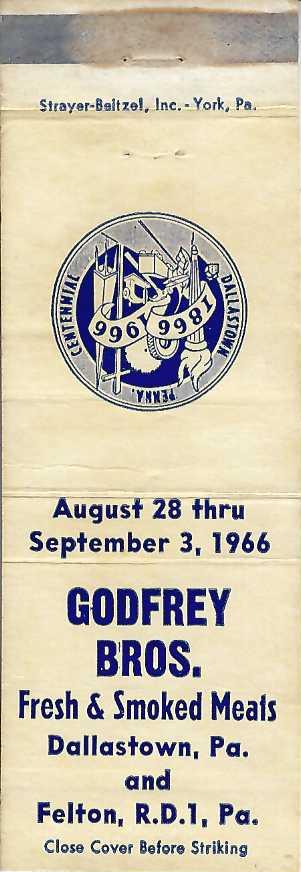 Strayer-Beitzel, Inc. - York, Pa.
CENTENNIAL
DALLASTOWN
PENNA.
1866 1966
August 28 thru
September 3, 1966
GODFREY
BROS.
Fresh & Smoked Meats
Dallastown, Pa.
and
Felton, R.D.1, Pa.
Close Cover Before Striking